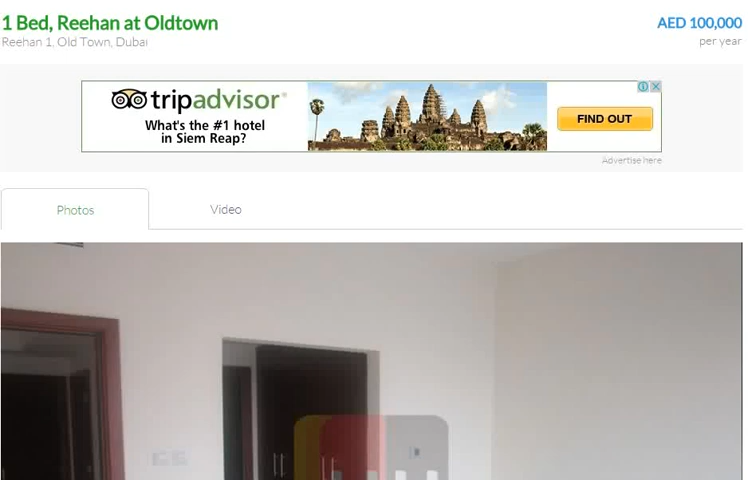 1 Bed, Reehan at Oldtown
AED 100,000
Reehan 1, Old Town, Dubai
per year
tripadvisor®
What's the #1 hotel
in Siem Reap?
FIND OUT
Advertise here
Photos
Video